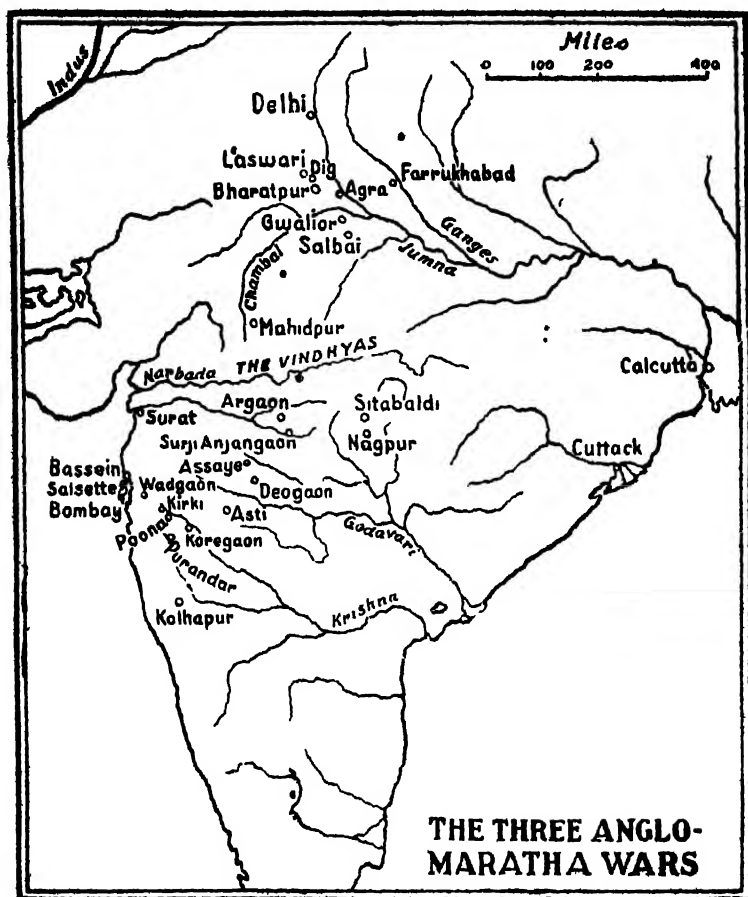 Miles
0 100 200 400
Indus
Delhi
Laswari
Dig
Bharatpur
Agra
Farrukhabad
Gwalior
Salbai
Chambal
Jumna
Ganges
Mahidpur
Narbada
THE VINDHYAS
Calcutta
Surat
Argaon
Sitabaldi
Surji Anjangaon
Nagpur
Assaye
Cuttack
Bassein
Salsette
Bombay
Wadgaon
Deogaon
Kirki
Asti
Poona
Koregaon
Godavari
Purandar
Kolhapur
Krishna
THE THREE ANGLO-
MARATHA WARS